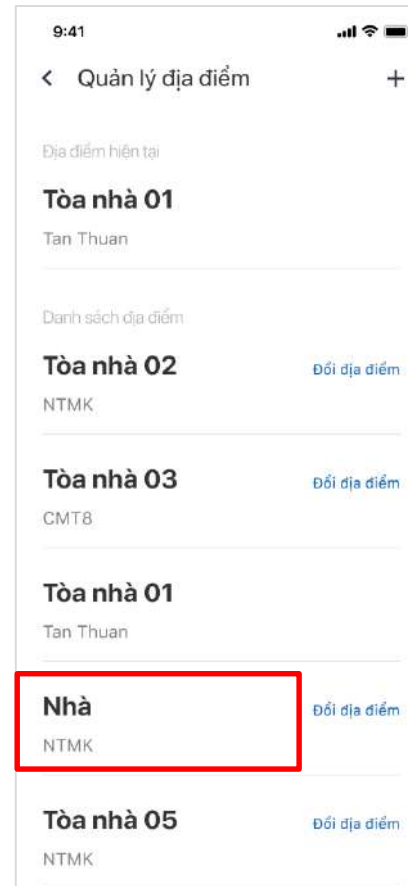 9:41
Quản lý địa điểm
Địa điểm hiện tại
Tòa nhà 01
Tan Thuan
Danh sách địa điểm
Tòa nhà 02 Đổi địa điểm
NTMK
Tòa nhà 03 Đổi địa điểm
CMT8
Tòa nhà 01
Tan Thuan
Nhà Đổi địa điểm
NTMK
Tòa nhà 05 Đổi địa điểm
NTMK